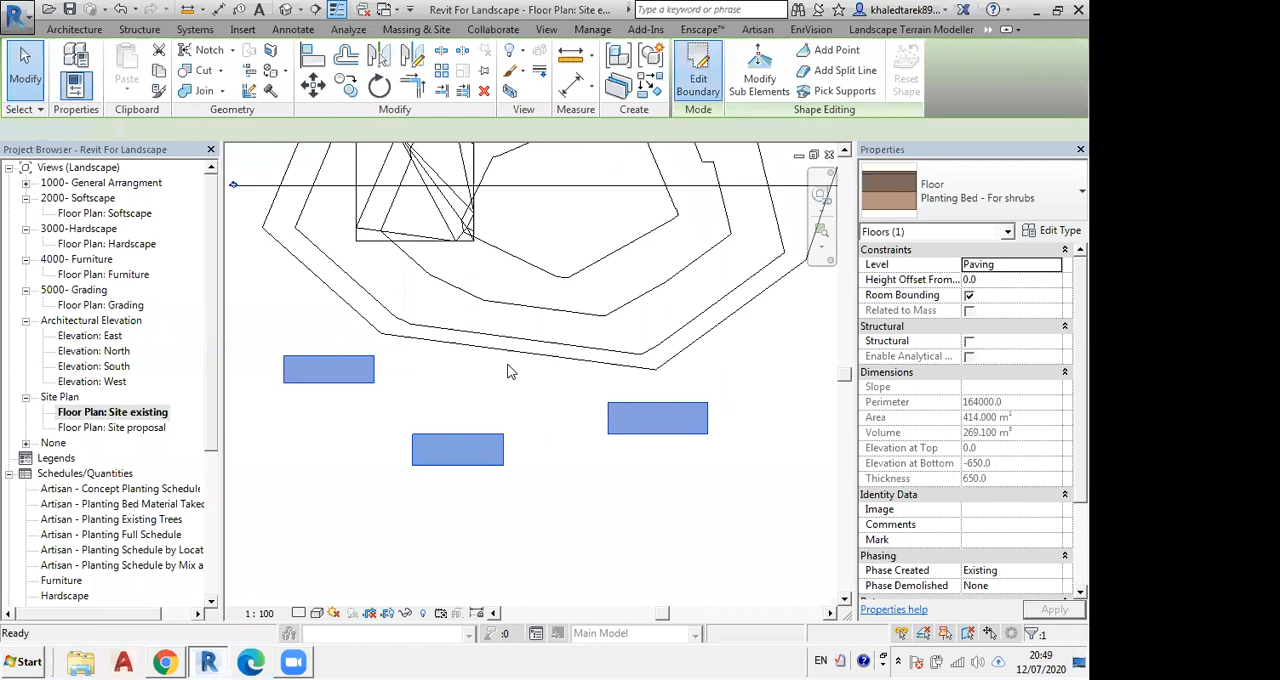 Revit For Landscape - Floor Plan: Site e...
Type a keyword or phrase
khaledtarek89...
Architecture Structure Systems Insert Annotate Analyze Massing & Site Collaborate View Manage Add-Ins Enscape™ Artisan EnVision Landscape Terrain Modeller
Modify
Select
Properties
Paste
Clipboard
Notch
Cut
Join
Geometry
Modify
View
Measure
Create
Edit
Boundary
Mode
Modify
Sub Elements
Add Point
Add Split Line
Pick Supports
Reset
Shape
Shape Editing
Project Browser - Revit For Landscape
Views (Landscape)
1000- General Arrangment
2000- Softscape
Floor Plan: Softscape
3000-Hardscape
Floor Plan: Hardscape
4000- Furniture
Floor Plan: Furniture
5000- Grading
Floor Plan: Grading
Architectural Elevation
Elevation: East
Elevation: North
Elevation: South
Elevation: West
Site Plan
Floor Plan: Site existing
Floor Plan: Site proposal
None
Legends
Schedules/Quantities
Artisan - Concept Planting Schedule
Artisan - Planting Bed Material Taked
Artisan - Planting Existing Trees
Artisan - Planting Full Schedule
Artisan - Planting Schedule by Locat
Artisan - Planting Schedule by Mix a
Furniture
Hardscape
1 : 100
Properties
Floor
Planting Bed - For shrubs
Floors (1)
Edit Type
Constraints
Level Paving
Height Offset From... 0.0
Room Bounding
Related to Mass
Structural
Structural
Enable Analytical ...
Dimensions
Slope
Perimeter 164000.0
Area 414.000 m²
Volume 269.100 m³
Elevation at Top 0.0
Elevation at Bottom -650.0
Thickness 650.0
Identity Data
Image
Comments
Mark
Phasing
Phase Created Existing
Phase Demolished None
Properties help
Apply
Ready
:0
Main Model
:1
Start
EN
20:49
12/07/2020